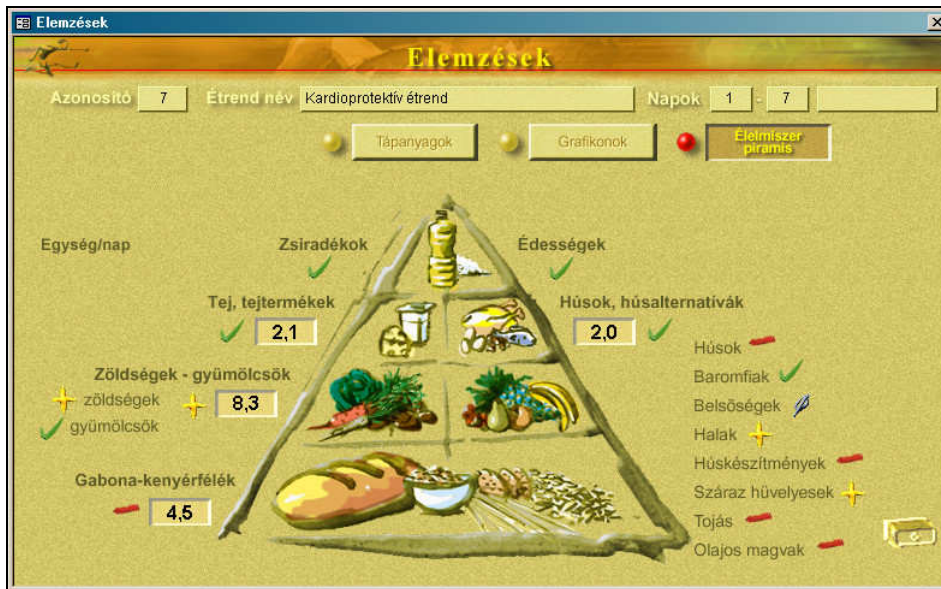 Elemzések
Elemzések
Azonosító 7 Étrend név Kardioprotektív étrend Napok 1 - 7
Tápanyagok Grafikonok Élelmiszer
piramis
Egység/nap Zsiradékok Édességek
Tej, tejtermékek Húsok, húsalternatívák
2,1 2,0
Húsok
Zöldségek - gyümölcsök
Baromfiak
zöldségek 8,3
Belsőségek
gyümölcsök
Halak
Húskészítmények
Gabona-kenyérfélék
Száraz hüvelyesek
4,5
Tojás
Olajos magvak